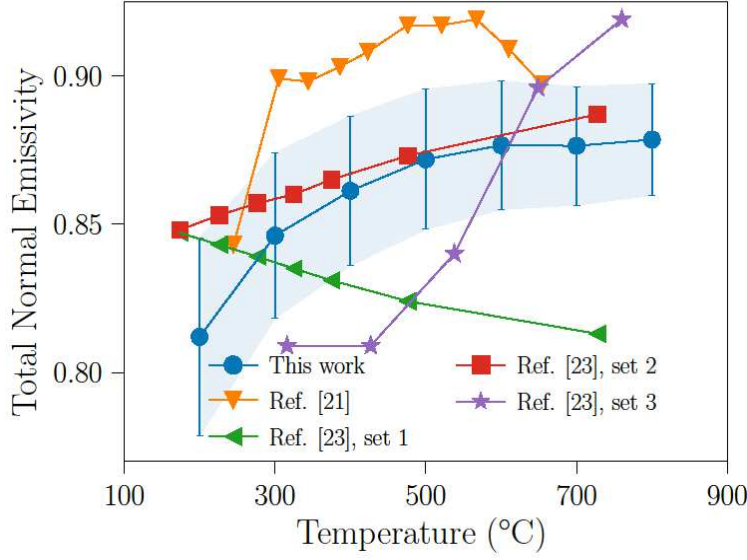 Total Normal Emissivity
0.90
0.85
0.80
This work
Ref. [21]
Ref. [23], set 1
Ref. [23], set 2
Ref. [23], set 3
100
300
500
700
900
Temperature (°C)